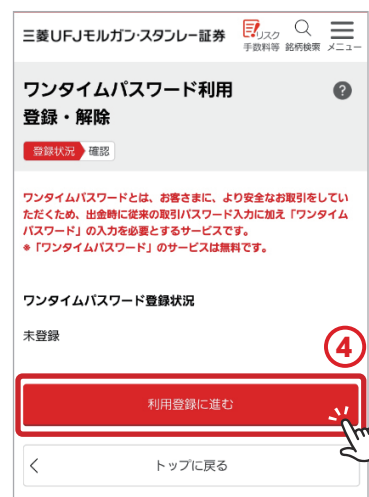 三菱UFJモルガン・スタンレー証券
リスク
手数料等 銘柄検索 メニュー
ワンタイムパスワード利用
登録・解除
?
登録状況 確認
ワンタイムパスワードとは、お客さまに、より安全なお取引をしてい
ただくため、出金時に従来の取引パスワード入力に加え「ワンタイム
パスワード」の入力を必要とするサービスです。
*「ワンタイムパスワード」のサービスは無料です。
ワンタイムパスワード登録状況
未登録
4
利用登録に進む
トップに戻る